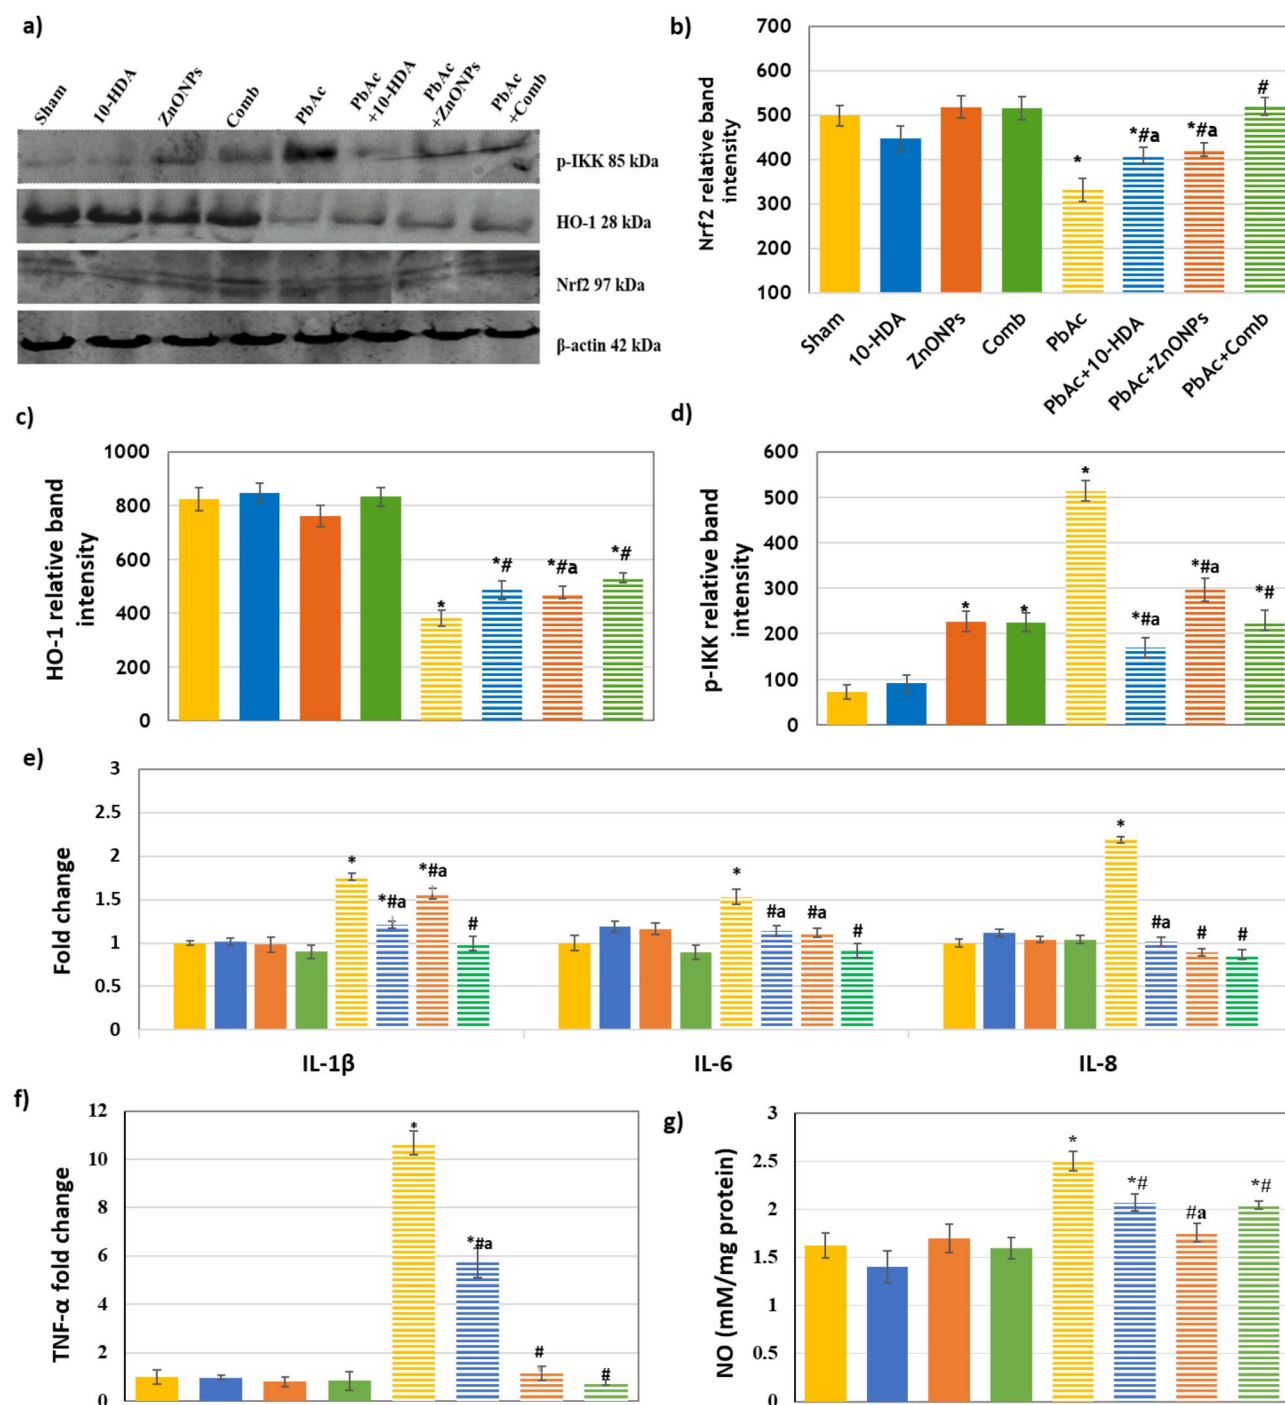 a)
Sham
10-HDA
ZnONPs
Comb
PbAc
PbAc
+10-HDA
PbAc
+ZnONPs
PbAc
+Comb
p-IKK 85 kDa
HO-1 28 kDa
Nrf2 97 kDa
β-actin 42 kDa
b)
Nrf2 relative band
intensity
700
600
500
400
300
200
100
*
*#a
*#a
#
Sham
10-HDA
ZnONPs
Comb
PbAc
PbAc+10-HDA
PbAc+ZnONPs
PbAc+Comb
c)
HO-1 relative band
intensity
1000
800
600
400
200
0
*
*#
*#a
*#
d)
p-IKK relative band
intensity
600
500
400
300
200
100
0
*
*
*
*#a
*#a
*#
e)
Fold change
3
2.5
2
1.5
1
0.5
0
*
*#a
*#a
#
*
#a
#a
#
*
#a
#
#
IL-1β
IL-6
IL-8
f)
TNF-α fold change
12
10
8
6
4
2
0
*
*#a
#
#
g)
NO (mM/mg protein)
3
2.5
2
1.5
1
0.5
0
*
*#
#a
*#